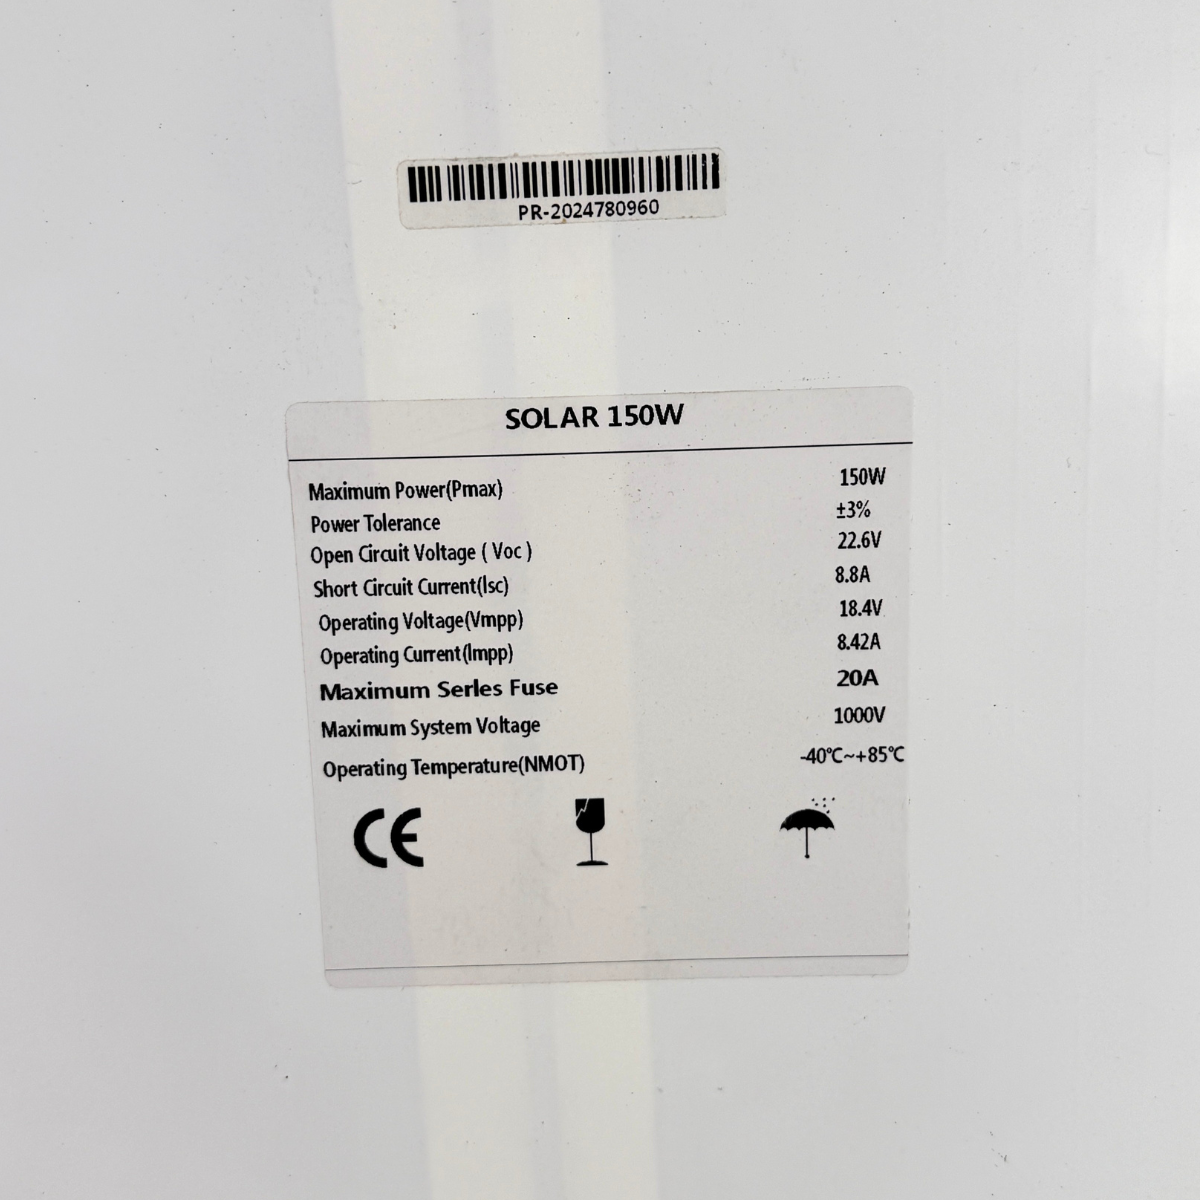 PR-2024780960
SOLAR 150W
Maximum Power(Pmax) 150W
Power Tolerance ±3%
Open Circuit Voltage ( Voc ) 22.6V
Short Circuit Current(Isc) 8.8A
Operating Voltage(Vmpp) 18.4V
Operating Current(Impp) 8.42A
Maximum Serles Fuse 20A
Maximum System Voltage 1000V
Operating Temperature(NMOT) -40℃~+85℃
CE